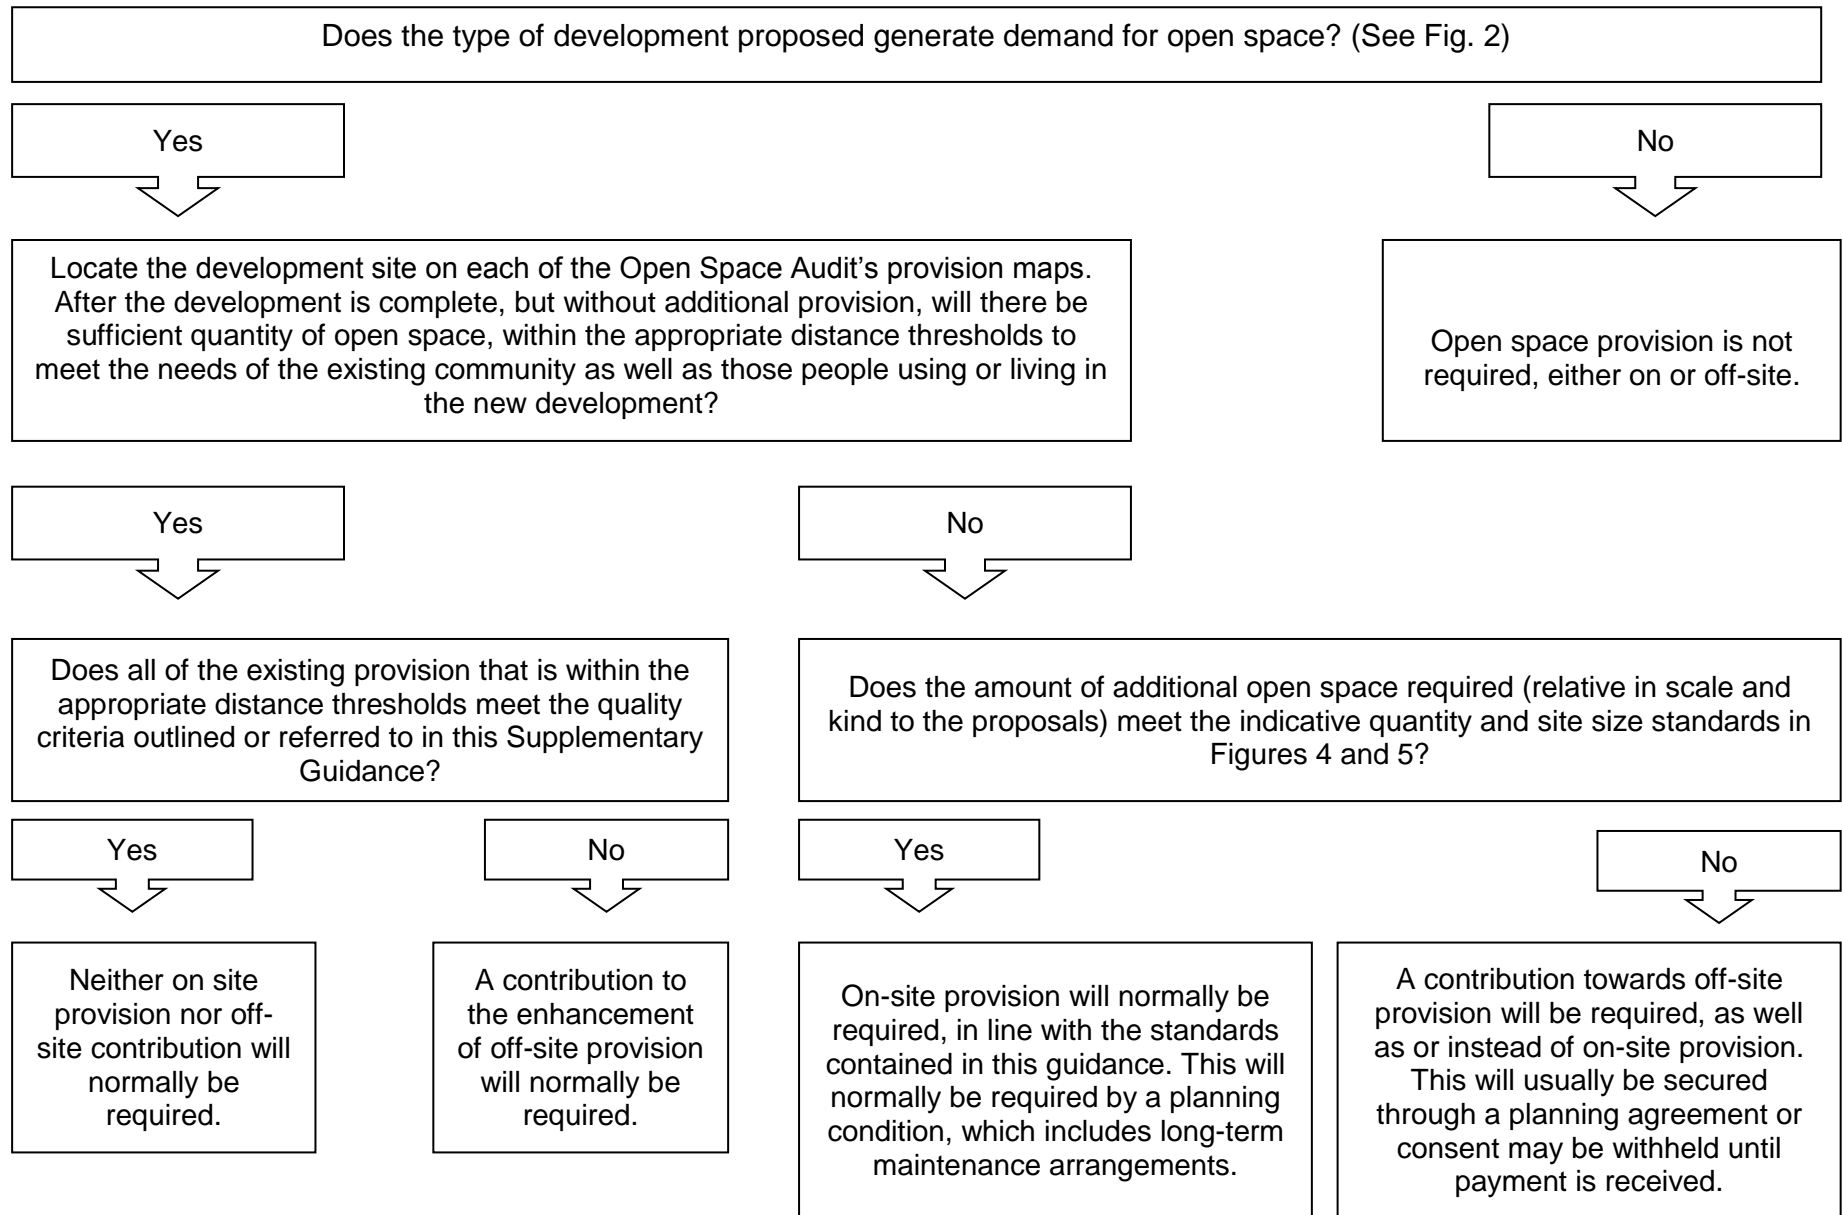 Does the type of development proposed generate demand for open space? (See Fig. 2)
Yes
No
Locate the development site on each of the Open Space Audit’s provision maps.
After the development is complete, but without additional provision, will there be
sufficient quantity of open space, within the appropriate distance thresholds to
meet the needs of the existing community as well as those people using or living in
the new development?
Open space provision is not
required, either on or off-site.
Yes
No
Does all of the existing provision that is within the
appropriate distance thresholds meet the quality
criteria outlined or referred to in this Supplementary
Guidance?
Does the amount of additional open space required (relative in scale and
kind to the proposals) meet the indicative quantity and site size standards in
Figures 4 and 5?
Yes
No
Yes
No
Neither on site
provision nor off-
site contribution will
normally be
required.
A contribution to
the enhancement
of off-site provision
will normally be
required.
On-site provision will normally be
required, in line with the standards
contained in this guidance. This will
normally be required by a planning
condition, which includes long-term
maintenance arrangements.
A contribution towards off-site
provision will be required, as well
as or instead of on-site provision.
This will usually be secured
through a planning agreement or
consent may be withheld until
payment is received.